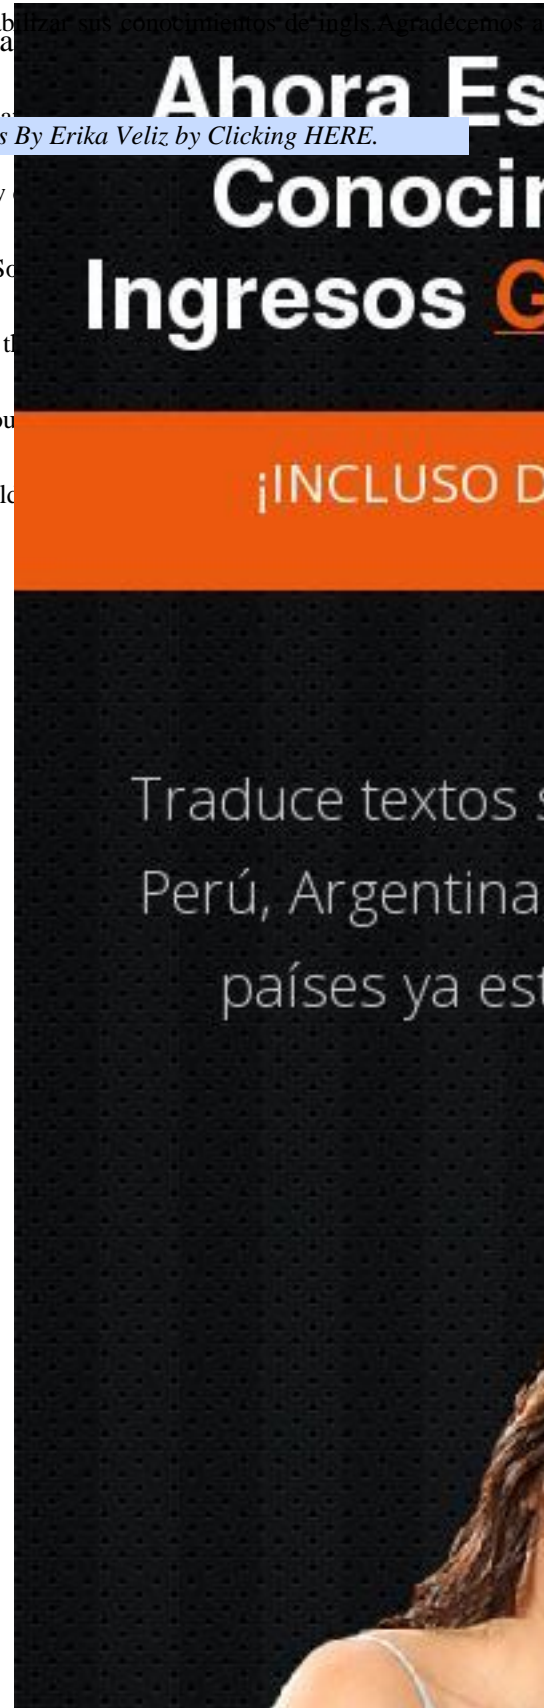 sus conocimientos de ingls.Agradecemos a
By Erika Veliz by Clicking HERE.
Ahora Es
Conocin
Ingresos G
¡INCLUSO D
Traduce textos s
Perú, Argentina
países ya est